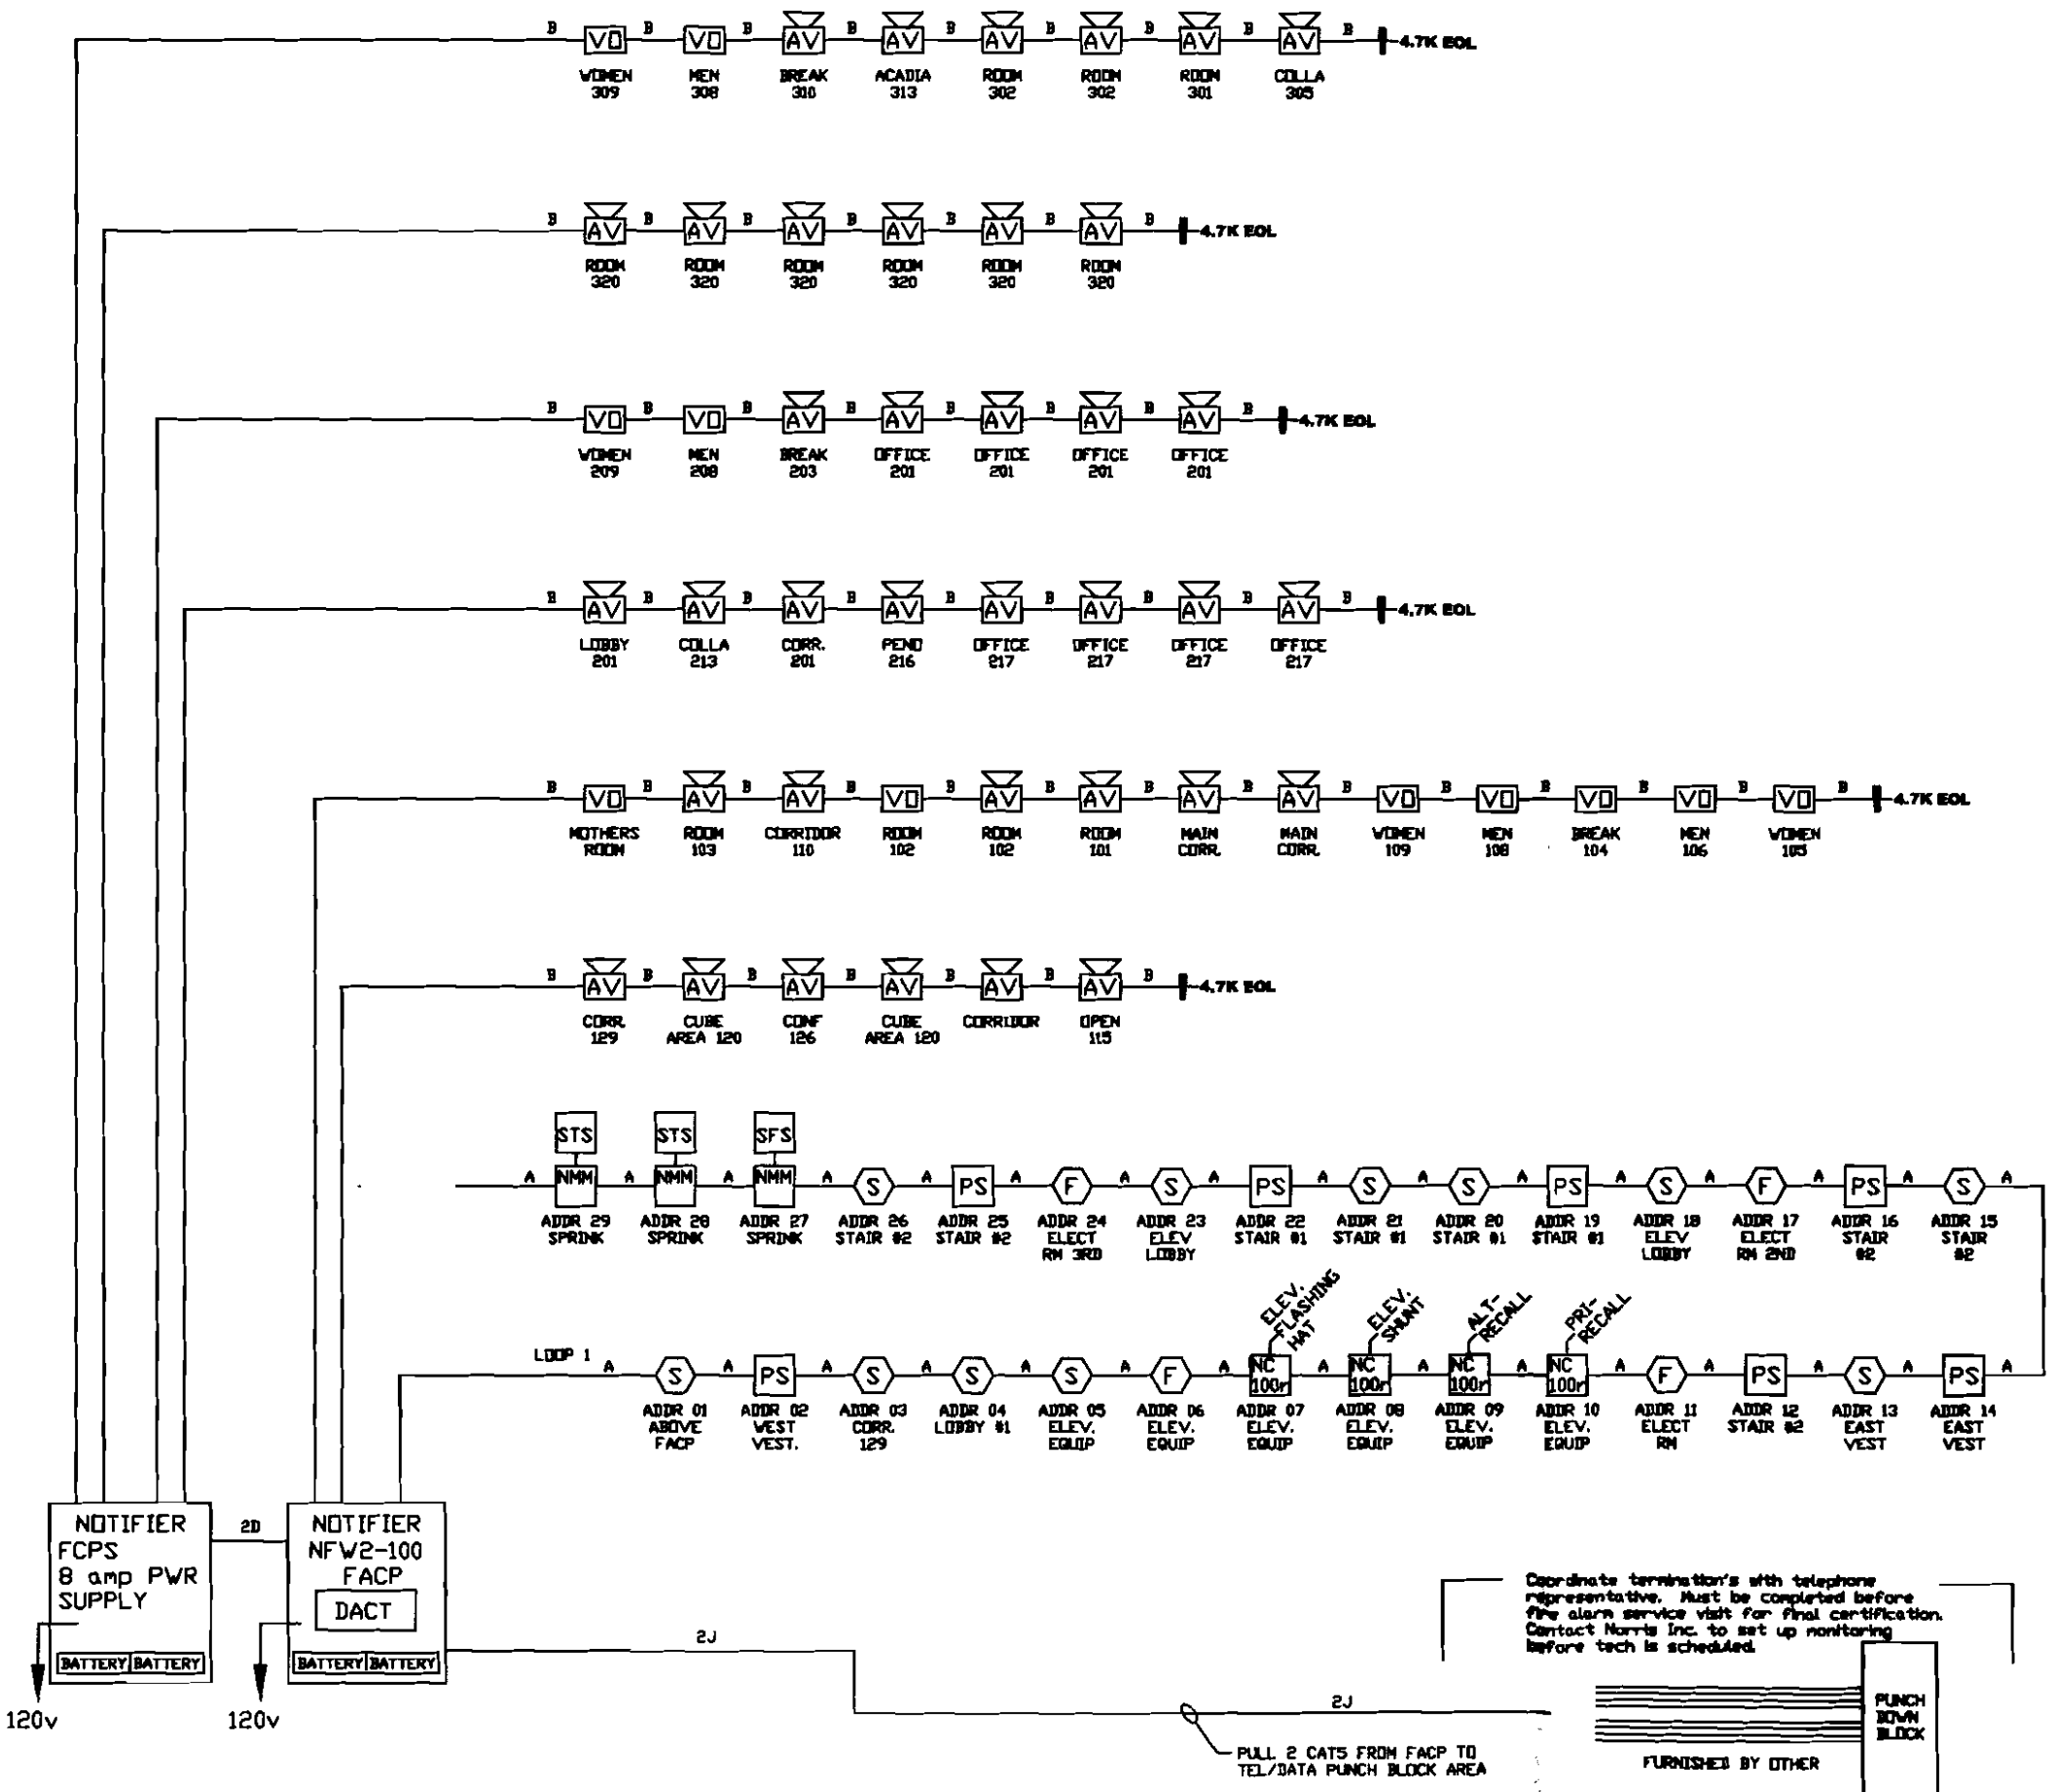 B B B B B B B B B
VO VO AV AV AV AV AV AV 4.7K EOL
WOMEN MEN BREAK ACADIA ROOM ROOM ROOM COLLA
309 308 310 313 302 302 301 305
B B B B B B B
AV AV AV AV AV AV 4.7K EOL
ROOM ROOM ROOM ROOM ROOM ROOM
320 320 320 320 320 320
B B B B B B B B
VO VO AV AV AV AV AV 4.7K EOL
WOMEN MEN BREAK OFFICE OFFICE OFFICE OFFICE
209 208 203 201 201 201 201
B B B B B B B B B
AV AV AV AV AV AV AV AV 4.7K EOL
LOBBY COLLA CORR. PENO OFFICE OFFICE OFFICE OFFICE
201 213 201 216 217 217 217 217
B B B B B B B B B B B B B B
VO AV AV VO AV AV AV AV VO VO VO VO VO 4.7K EOL
MOTHERS ROOM CORRIDOR ROOM ROOM ROOM MAIN MAIN WOMEN MEN BREAK MEN WOMEN
ROOM 103 110 102 102 101 CORR. CORR. 109 108 104 106 105
B B B B B B B
AV AV AV AV AV AV 4.7K EOL
CORR. CUBE CONF CUBE CORRIDOR OPEN
129 AREA 120 126 AREA 120 115
STS STS SFS
A A A A A A A A A A A A A A A A
NMM NMM NMM S PS F S PS S S PS S F PS S
ADDR 29 ADDR 28 ADDR 27 ADDR 26 ADDR 25 ADDR 24 ADDR 23 ADDR 22 ADDR 21 ADDR 20 ADDR 19 ADDR 18 ADDR 17 ADDR 16 ADDR 15
SPRINK SPRINK SPRINK STAIR #2 STAIR #2 ELECT ELEV STAIR #1 STAIR #1 STAIR #1 STAIR #1 ELEV ELECT STAIR STAIR
RM 3RD LOBBY LOBBY RM 2ND #2 #2
ELEV. FLASHING HAT
ELEV. SHUNT
ALT-RECALL
PRI-RECALL
LOOP 1 A A A A A A A A A A A A A A A
S PS S S S F NC NC NC NC F PS S PS
100r 100r 100r 100r
ADDR 01 ADDR 02 ADDR 03 ADDR 04 ADDR 05 ADDR 06 ADDR 07 ADDR 08 ADDR 09 ADDR 10 ADDR 11 ADDR 12 ADDR 13 ADDR 14
ABOVE WEST CORR. LOBBY #1 ELEV. ELEV. ELEV. ELEV. ELEV. ELEV. ELECT STAIR #2 EAST EAST
FACP VEST. 129 EQUIP EQUIP EQUIP EQUIP EQUIP EQUIP RM VEST VEST
NOTIFIER
FCPS
8 amp PWR
SUPPLY
BATTERY BATTERY
120v
2D
NOTIFIER
NFW2-100
FACP
DACT
BATTERY BATTERY
120v
2J
2J
PULL 2 CAT5 FROM FACP TO
TEL/DATA PUNCH BLOCK AREA
Coordinate termination's with telephone
representative. Must be completed before
fire alarm service visit for final certification.
Contact Norris Inc. to set up monitoring
before tech is scheduled.
PUNCH
DOWN
BLOCK
FURNISHED BY OTHER